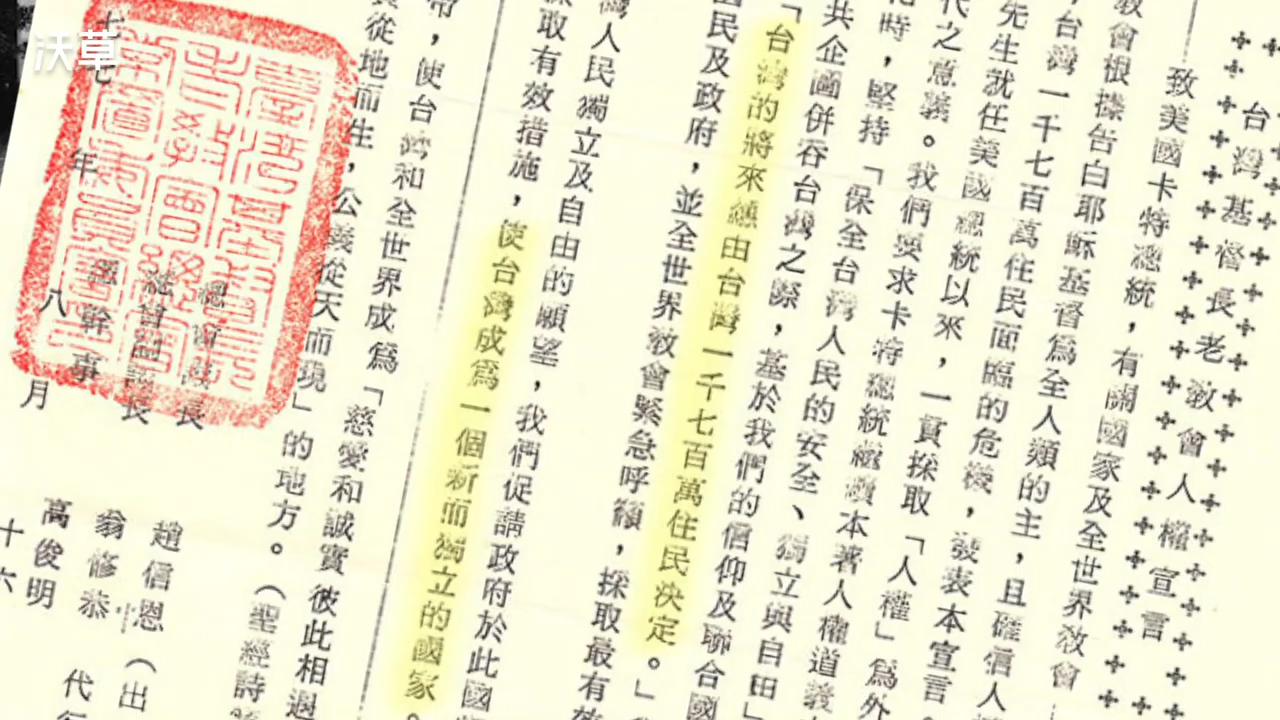 沃草
台灣基督長老教會人權宣言
致美國卡特總統,有關國家及全世界教會
教會根據告白耶穌基督為全人類的主,且確信人
台灣一千七百萬住民面臨的危機,發表本宣言。
先生就任美國總統以來,一貫採取「人權」為外
代之意義。我們要求卡特總統繼續本著人權道義
化時,堅持「保全台灣人民的安全、獨立與自由」
共企圖併吞台灣之際,基於我們的信仰及聯合國
「台灣的將來應由台灣一千七百萬住民決定。」
國民及政府,並全世界教會緊急呼籲,採取最有效
為人民獨立及自由的願望,我們促請政府於此國
採取有效措施,使台灣成為一個新而獨立的國家。
帝,使台灣和全世界成為「慈愛和誠實彼此相遇
從地而生,公義從天而現」的地方。(聖經詩
總會議長 趙信恩(出
總會副議長 翁修恭 代行
總幹事 高俊明
七年八月十六